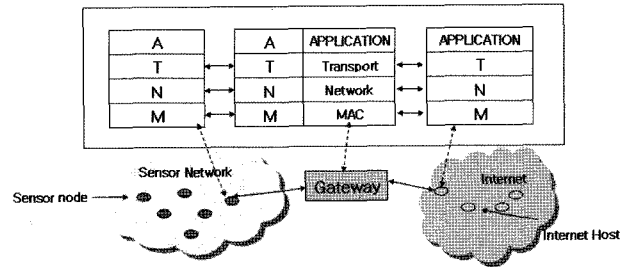 A A APPLICATION APPLICATION
T T Transport T
N N Network N
M M MAC M
Sensor Network
Sensor node
Gateway
Internet
Internet Host